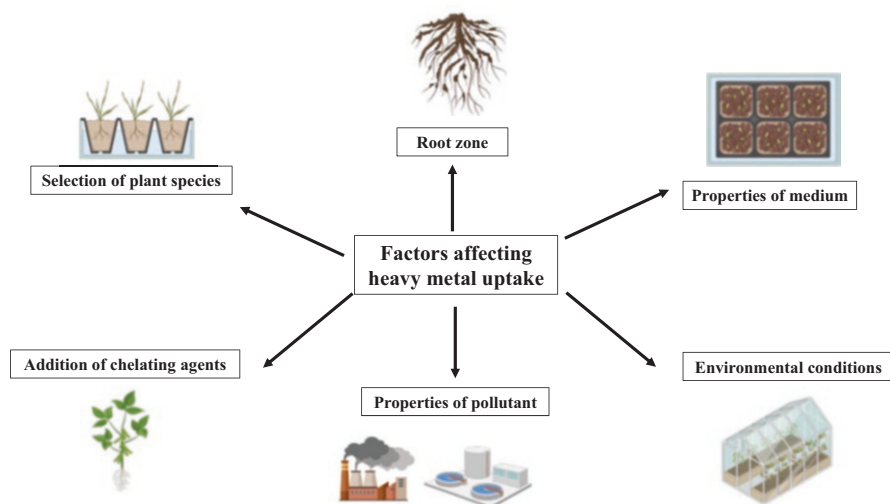 Root zone
Selection of plant species
Properties of medium
Factors affecting
heavy metal uptake
Addition of chelating agents
Environmental conditions
Properties of pollutant